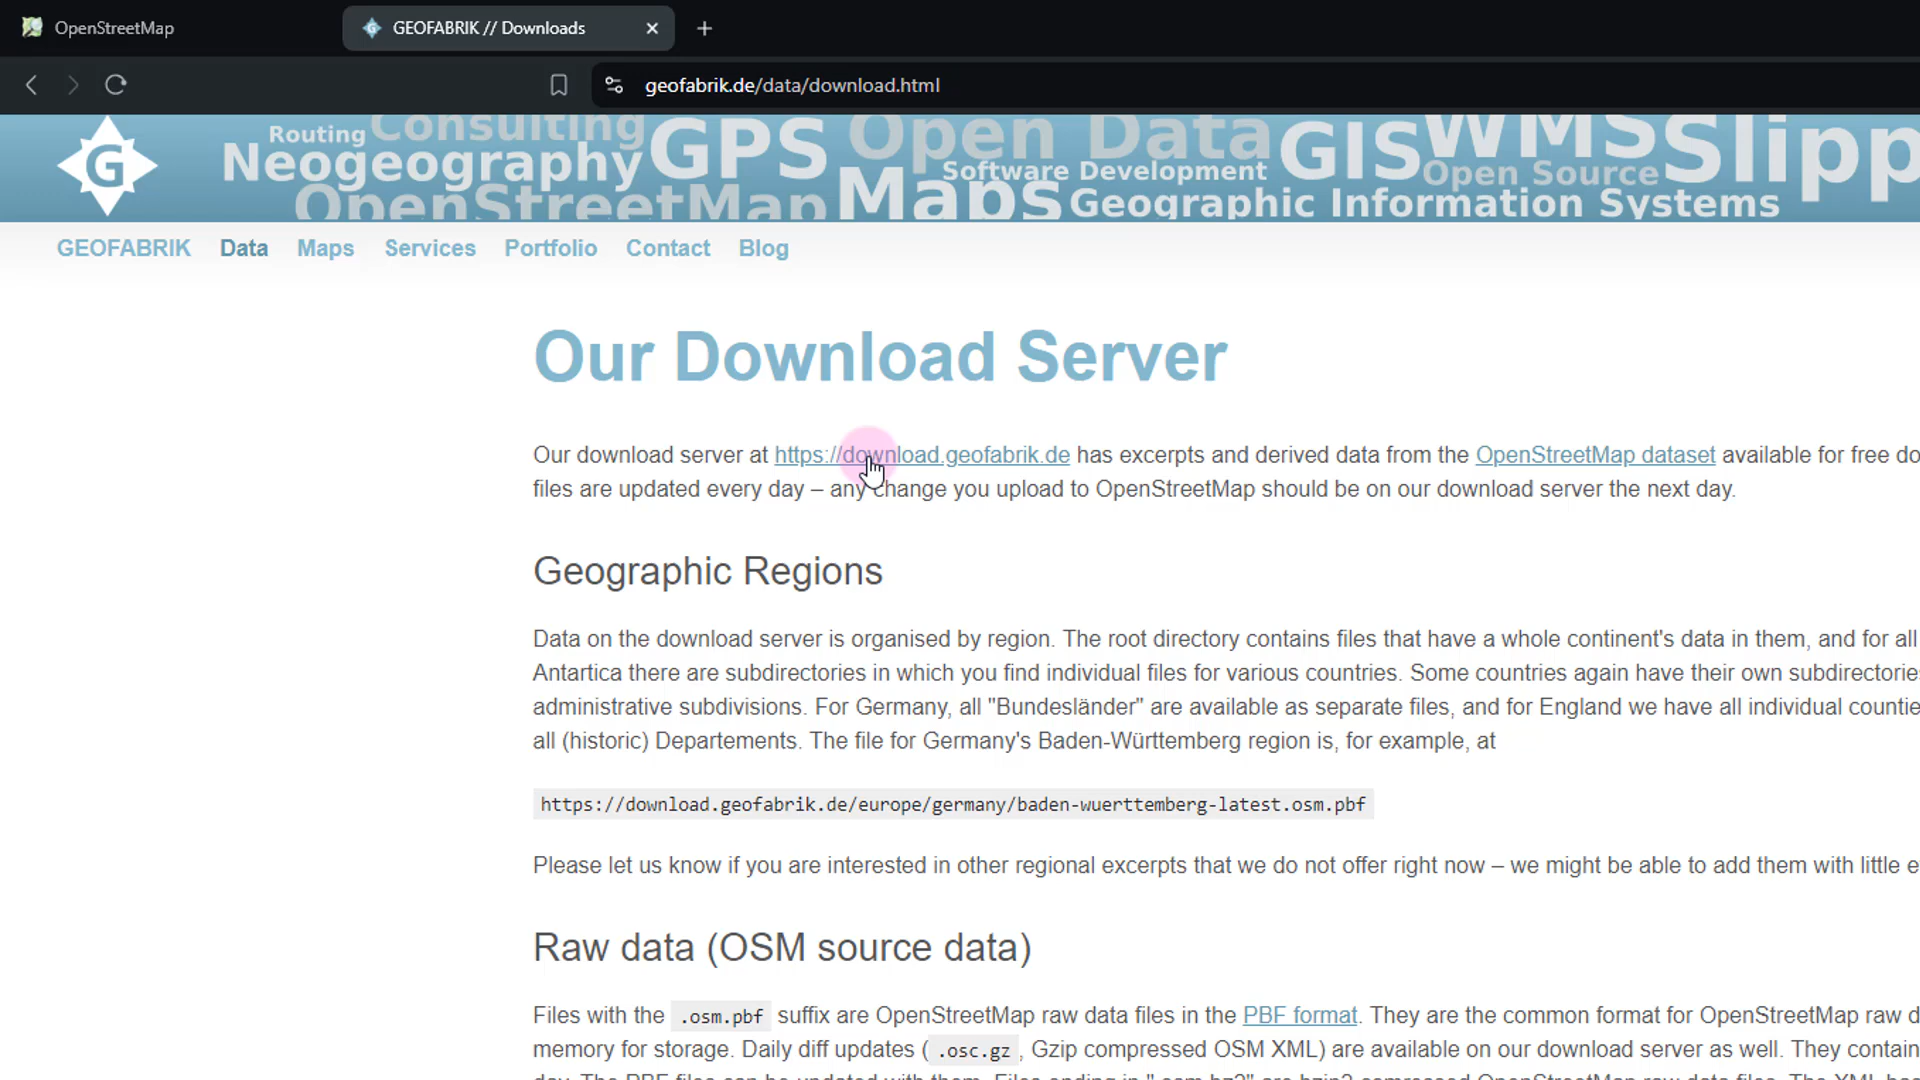 OpenStreetMap
GEOFABRIK // Downloads
geofabrik.de/data/download.html
G
Routing Consulting Neogeography OpenStreetMap GPS Open Data Software Development Maps GIS WMS Open Source Slipp Geographic Information Systems
GEOFABRIK Data Maps Services Portfolio Contact Blog
Our Download Server
Our download server at https://download.geofabrik.de has excerpts and derived data from the OpenStreetMap dataset available for free do
files are updated every day – any change you upload to OpenStreetMap should be on our download server the next day.
Geographic Regions
Data on the download server is organised by region. The root directory contains files that have a whole continent's data in them, and for all
Antartica there are subdirectories in which you find individual files for various countries. Some countries again have their own subdirectories
administrative subdivisions. For Germany, all "Bundesländer" are available as separate files, and for England we have all individual countie
all (historic) Departements. The file for Germany's Baden-Württemberg region is, for example, at
https://download.geofabrik.de/europe/germany/baden-wuerttemberg-latest.osm.pbf
Please let us know if you are interested in other regional excerpts that we do not offer right now – we might be able to add them with little e
Raw data (OSM source data)
Files with the .osm.pbf suffix are OpenStreetMap raw data files in the PBF format. They are the common format for OpenStreetMap raw d
memory for storage. Daily diff updates ( .osc.gz , Gzip compressed OSM XML) are available on our download server as well. They contain